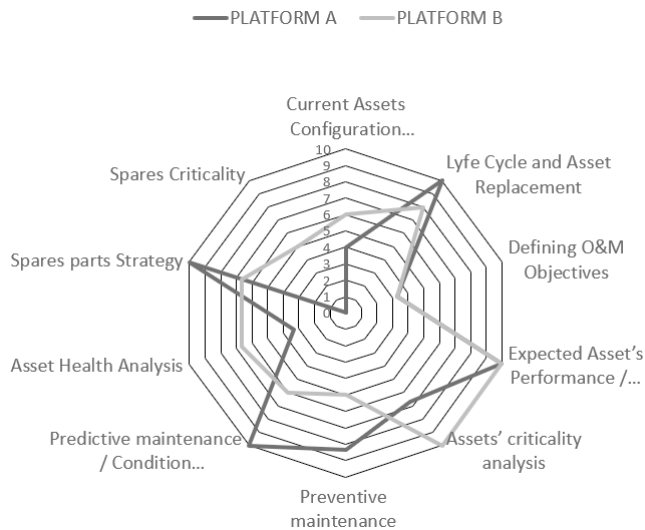 PLATFORM A PLATFORM B
Current Assets
Configuration...
Lyfe Cycle and Asset
Replacement
Defining O&M
Objectives
Expected Asset's
Performance /...
Assets' criticality
analysis
Preventive
maintenance
Predictive maintenance
/ Condition...
Asset Health Analysis
Spares parts Strategy
Spares Criticality
10
9
8
7
6
5
4
3
2
1
0